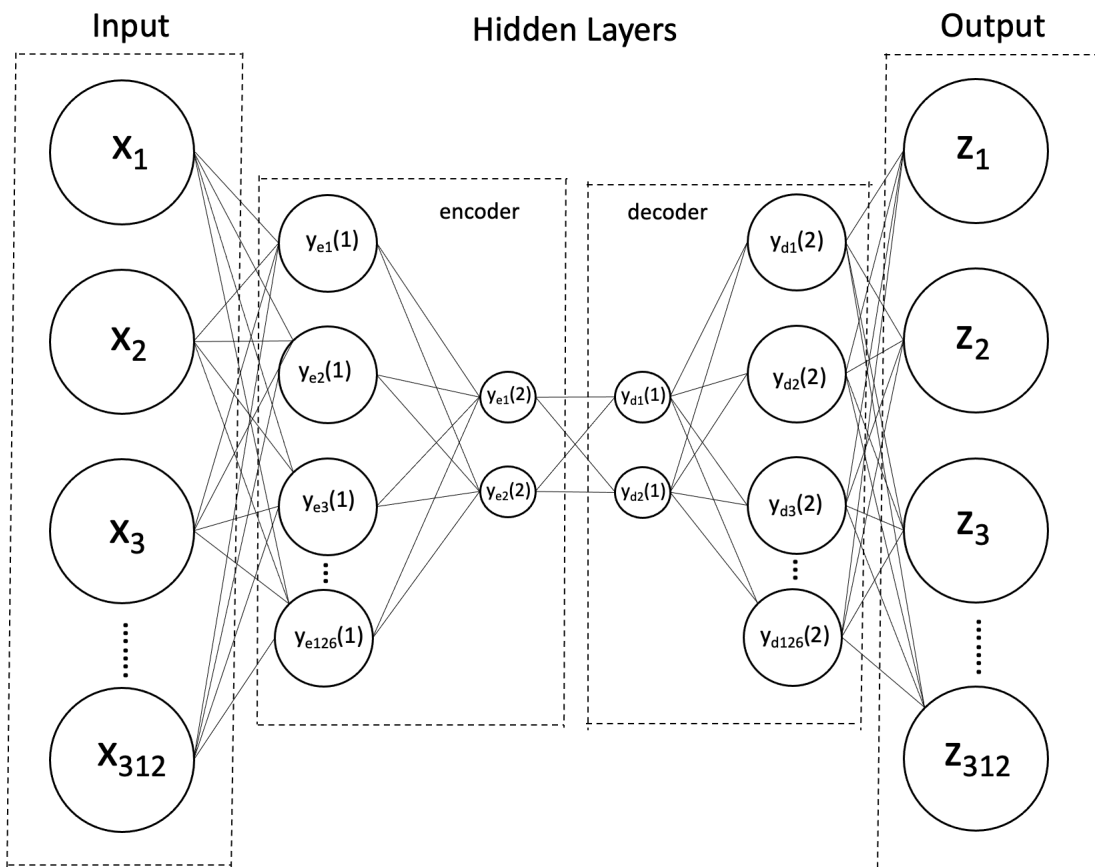 Input
Hidden Layers
Output
encoder
decoder
x1
x2
x3
x312
ye1(1)
ye2(1)
ye3(1)
ye126(1)
ye1(2)
ye2(2)
yd1(1)
yd2(1)
yd1(2)
yd2(2)
yd3(2)
yd126(2)
z1
z2
z3
z312